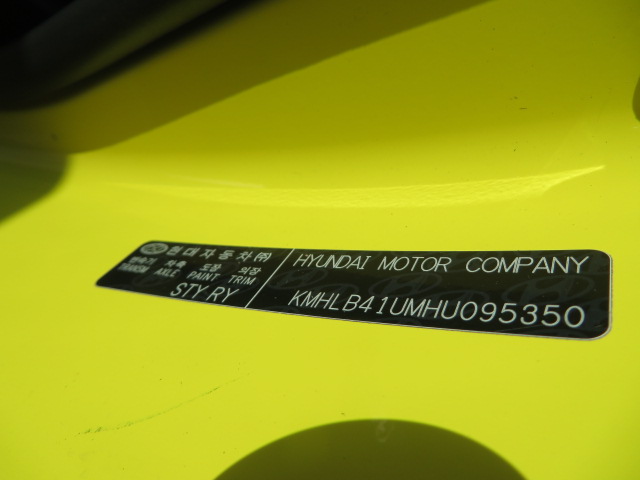 현대자동차㈜
변속기 차축 도장 의장
TRANSM AXLE PAINT TRIM
STY RY
HYUNDAI MOTOR COMPANY
KMHLB41UMHU095350